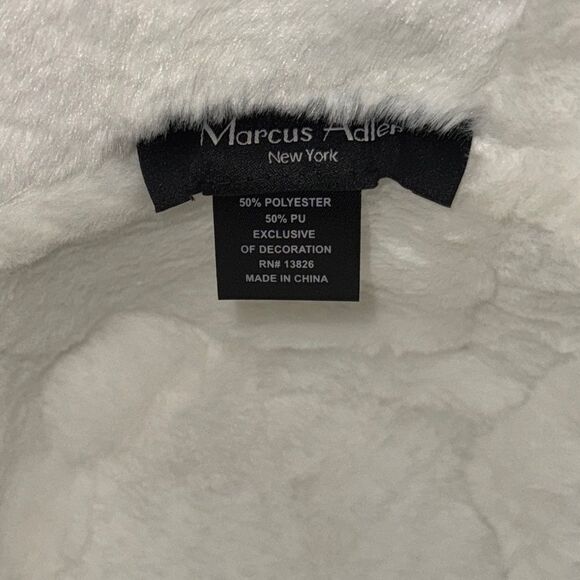 Marcus Adler
New York
50% POLYESTER
50% PU
EXCLUSIVE
OF DECORATION
RN# 13826
MADE IN CHINA